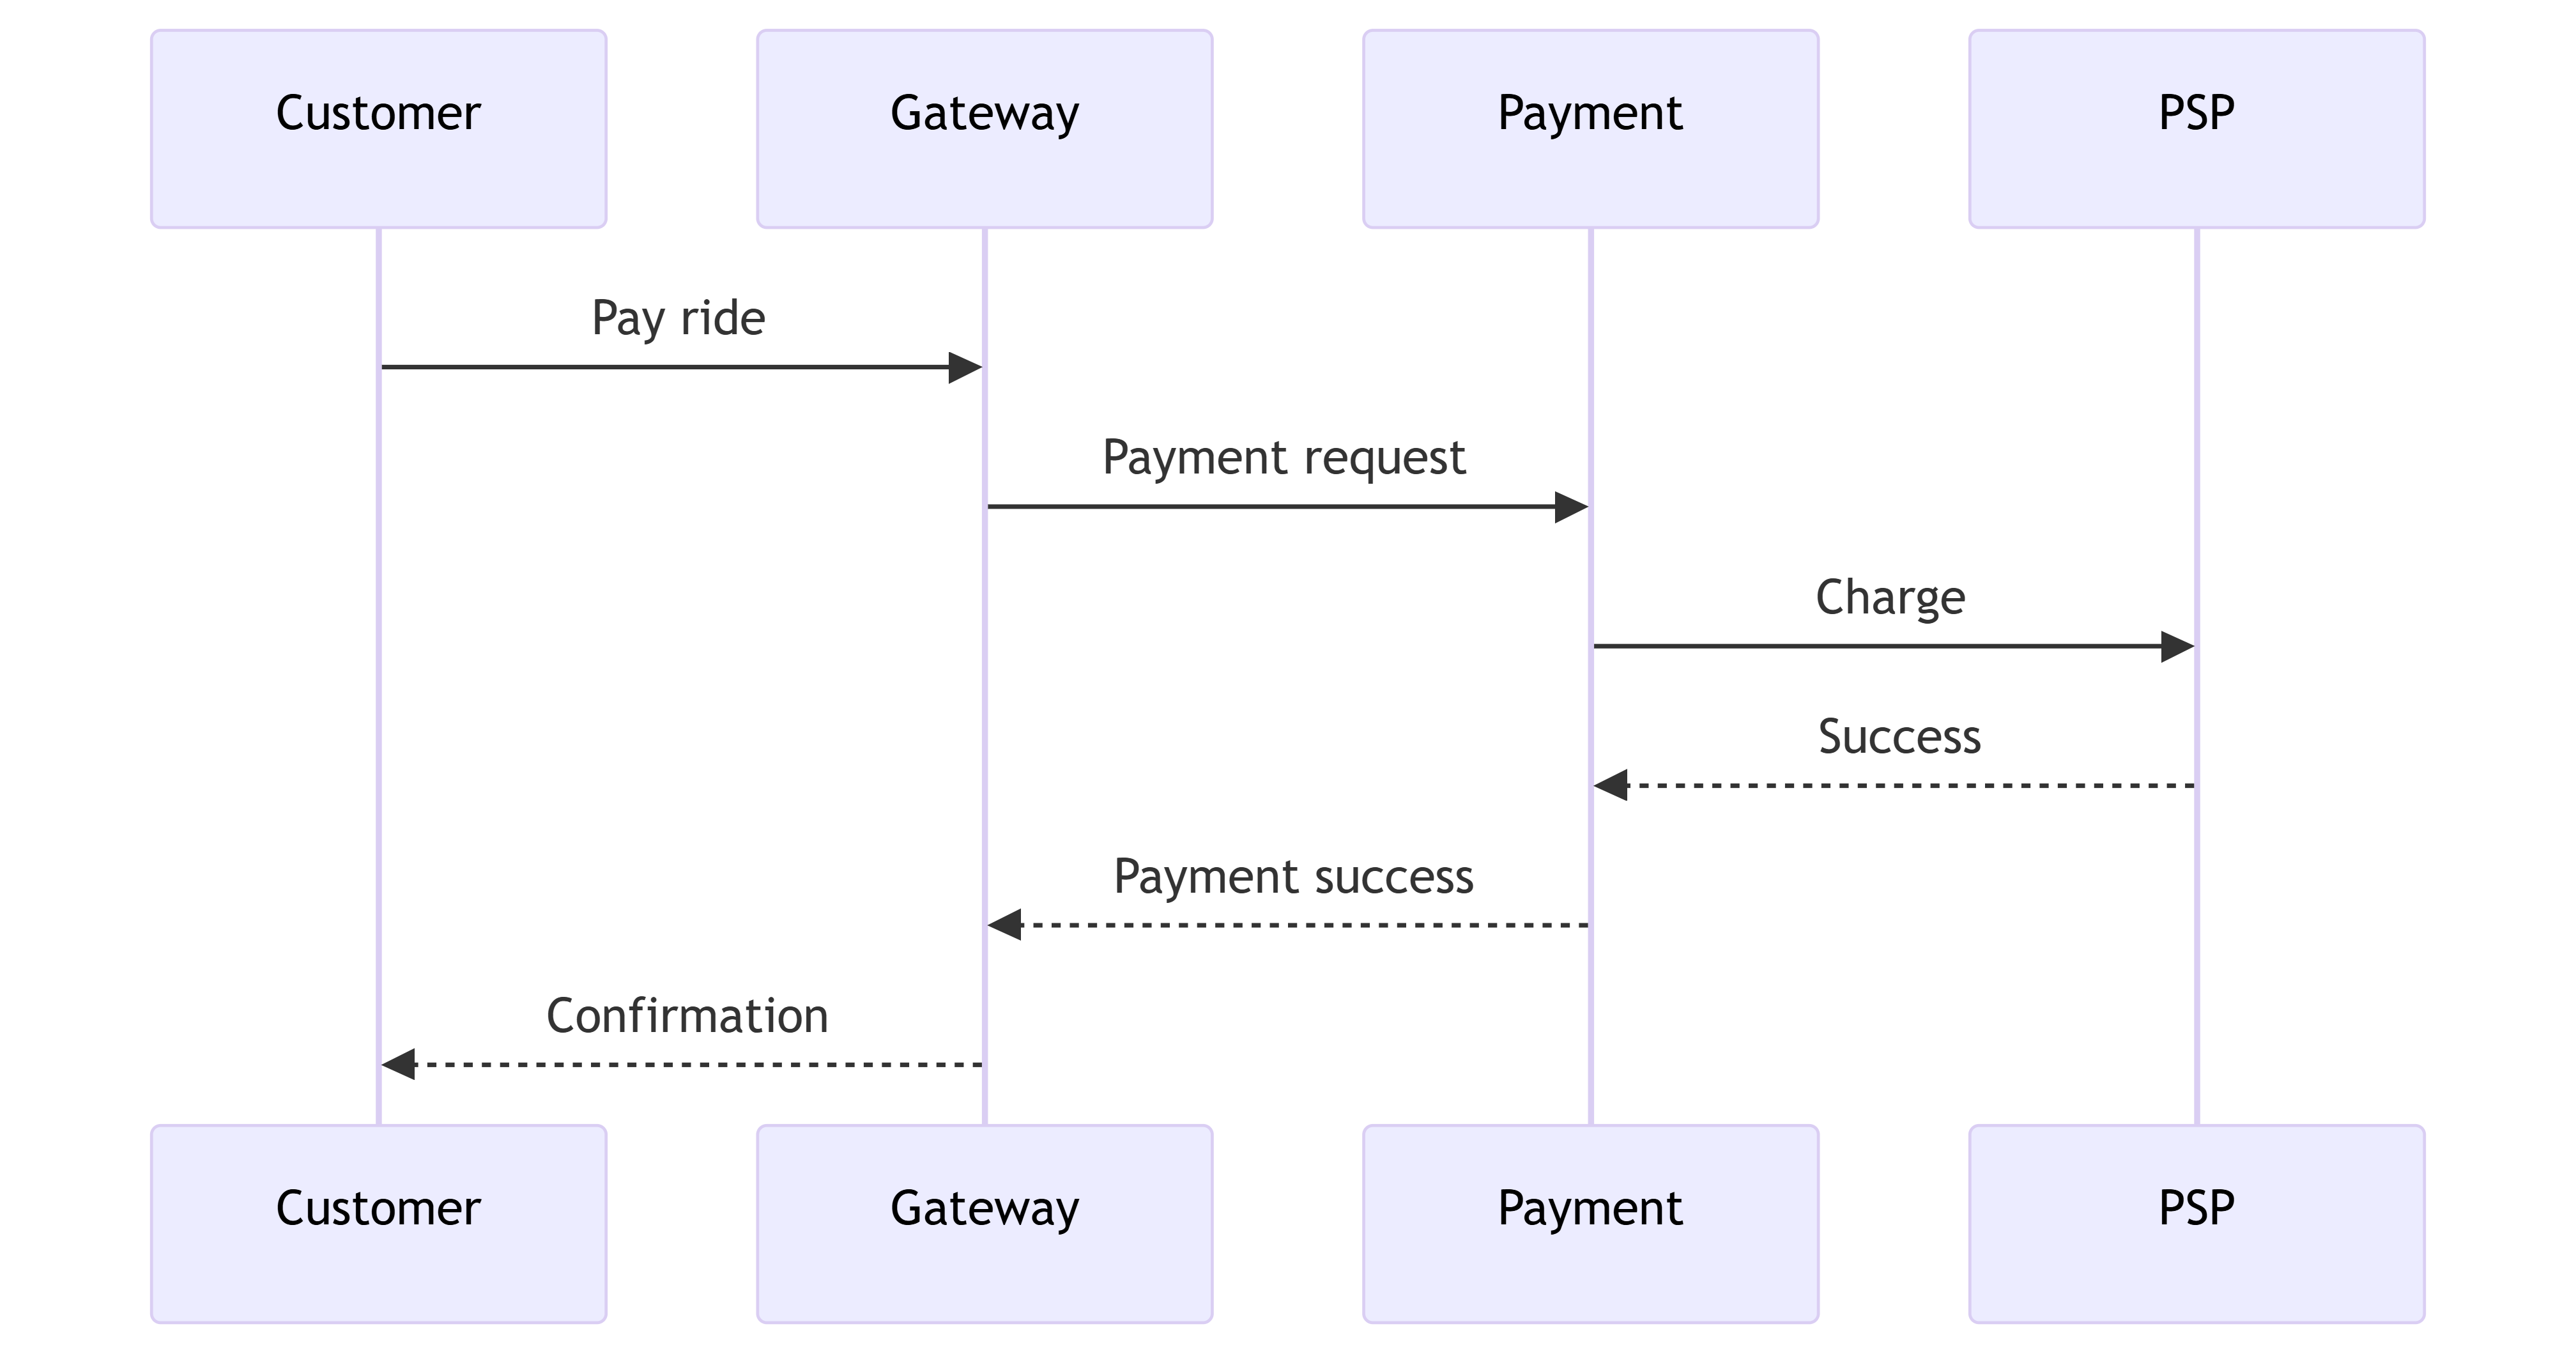 Customer
Gateway
Payment
PSP
Pay ride
Payment request
Charge
Success
Payment success
Confirmation
Customer
Gateway
Payment
PSP